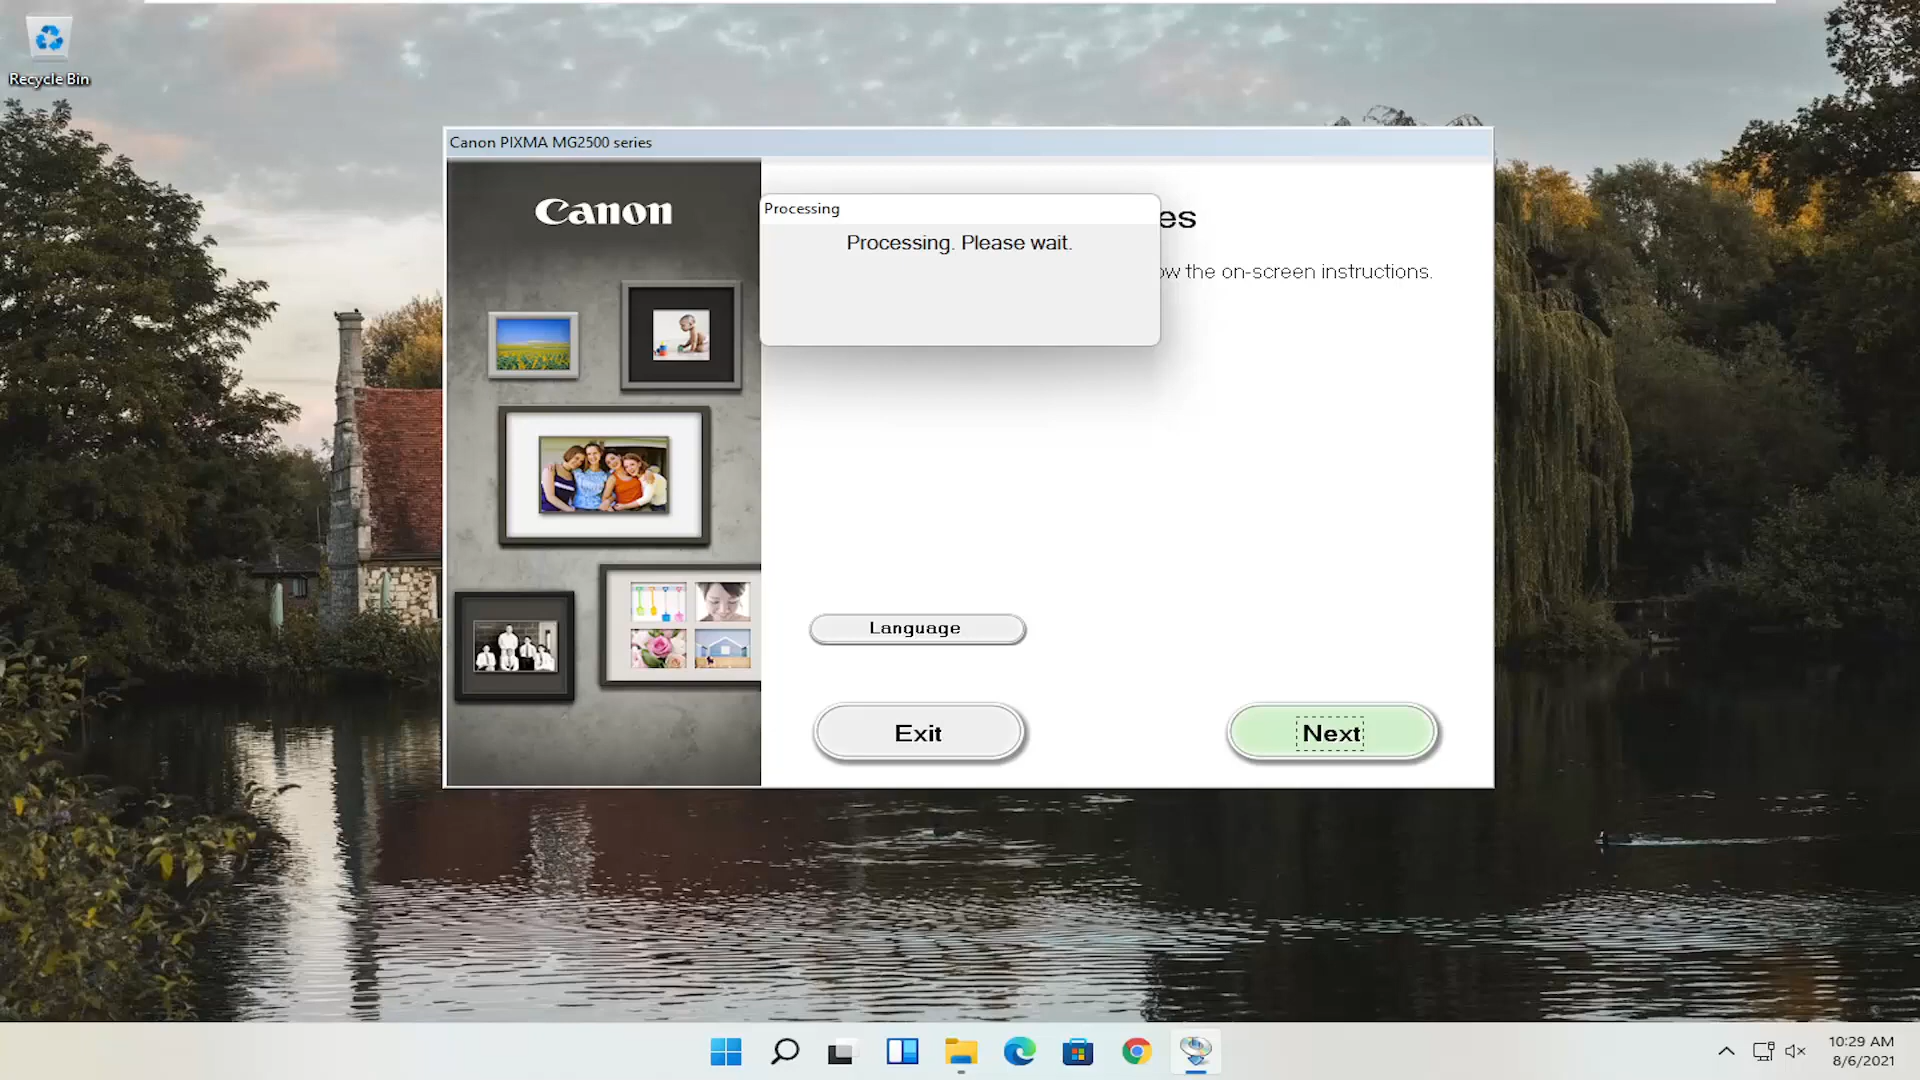 Recycle Bin
Canon PIXMA MG2500 series
Canon
Processing
Processing. Please wait.
es
ow the on-screen instructions.
Language
Exit
Next
10:29 AM
8/6/2021